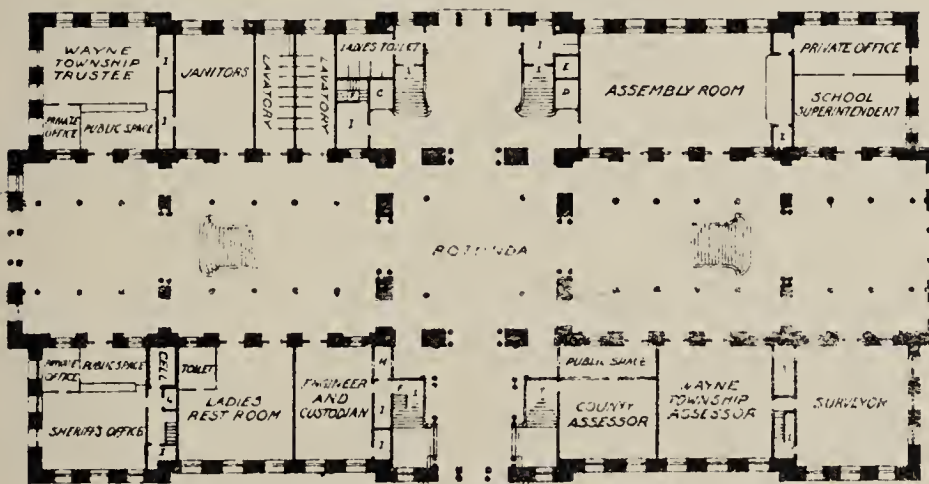 WAYNE
TOWNSHIP
TRUSTEE
PRIVATE
OFFICE
PUBLIC SPACE
I
I
JANITORS
LAVATORY
LAVATORY
LADIES TOILET
I
C
I
I
I
E
D
ASSEMBLY ROOM
I
PRIVATE OFFICE
SCHOOL
SUPERINTENDENT
ROTUNDA
PRIVATE
OFFICE
PUBLIC SPACE
SHERIFF'S OFFICE
CELL
I
TOILET
LADIES
REST ROOM
ENGINEER
AND
CUSTODIAN
H
I
I
F
I
PUBLIC SPACE
COUNTY
ASSESSOR
WAYNE
TOWNSHIP
ASSESSOR
I
I
SURVEYOR